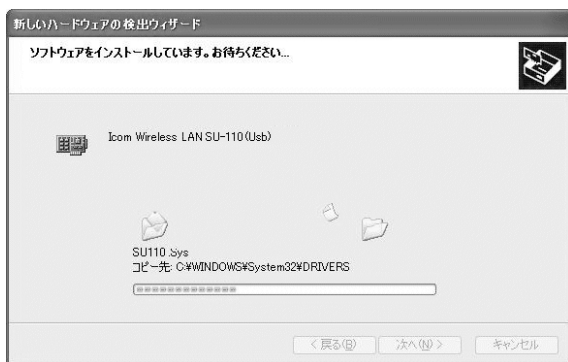 新しいハードウェアの検出ウィザード
ソフトウェアをインストールしています。お待ちください...
Icom Wireless LAN SU-110(Usb)
SU110.Sys
コピー先: C:¥WINDOWS¥System32¥DRIVERS
< 戻る(B) 次へ(N) > キャンセル